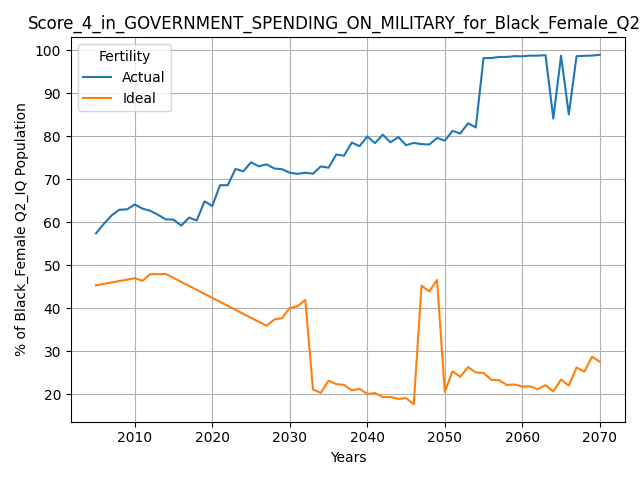 Score_4_in_GOVERNMENT_SPENDING_ON_MILITARY_for_Black_Female_Q2
Fertility
Actual
Ideal
% of Black_Female Q2_IQ Population
100
90
80
70
60
50
40
30
20
2010 2020 2030 2040 2050 2060 2070
Years